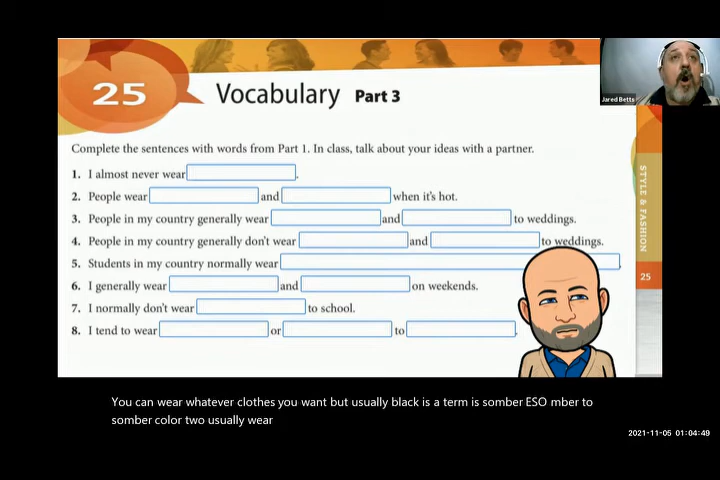 25
Vocabulary Part 3
Jared Betts
Complete the sentences with words from Part 1. In class, talk about your ideas with a partner.
1. I almost never wear .
2. People wear and when it's hot.
3. People in my country generally wear and to weddings.
4. People in my country generally don't wear and to weddings.
5. Students in my country normally wear .
6. I generally wear and on weekends.
7. I normally don't wear to school.
8. I tend to wear or to .
STYLE & FASHION
25
You can wear whatever clothes you want but usually black is a term is somber ESO mber to
somber color two usually wear
2021-11-05 01:04:49